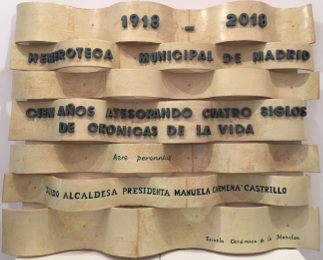 1918 _ 2018
HEMEROTECA MUNICIPAL DE MADRID
CIEN AÑOS ATESORANDO CUATRO SIGLOS
DE CRONICAS DE LA VIDA
Aere perennius
SIENDO ALCALDESA PRESIDENTA MANUELA CARMENA CASTRILLO
Escuela Cerámica de la Moncloa